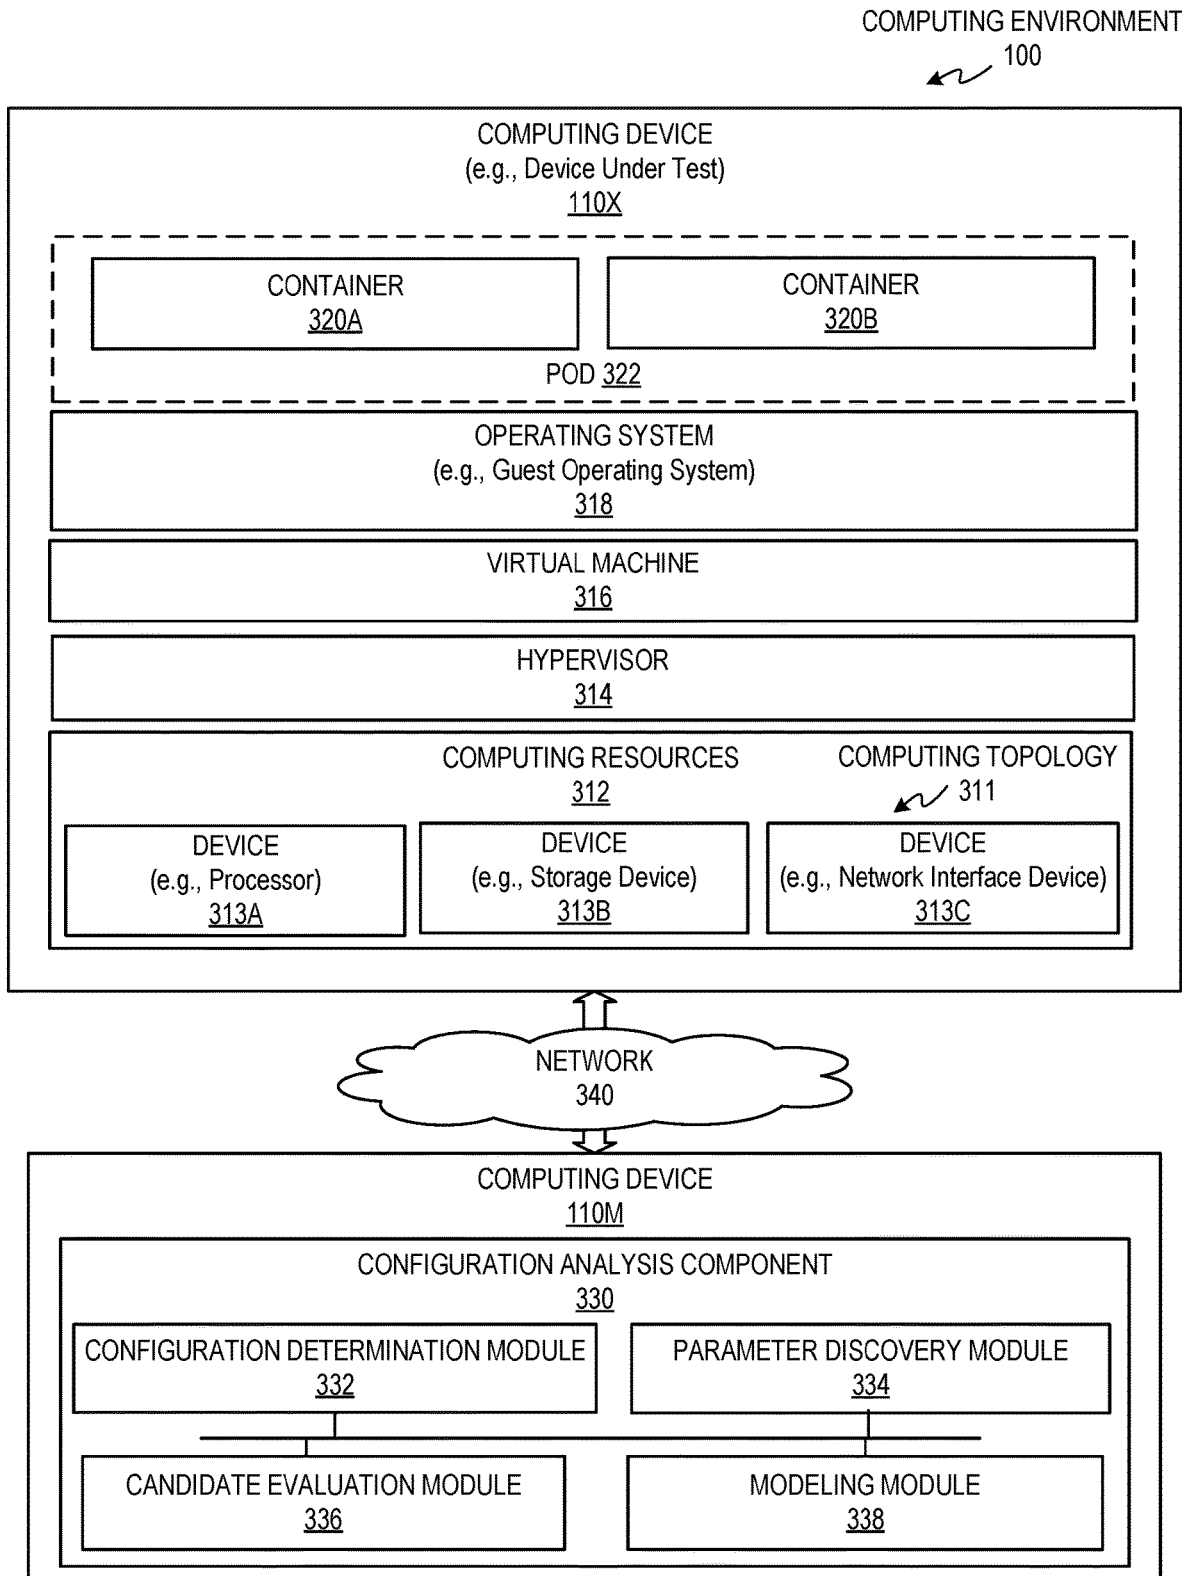 COMPUTING ENVIRONMENT
100
COMPUTING DEVICE
(e.g., Device Under Test)
110X
CONTAINER
320A
CONTAINER
320B
POD 322
OPERATING SYSTEM
(e.g., Guest Operating System)
318
VIRTUAL MACHINE
316
HYPERVISOR
314
COMPUTING RESOURCES
312
COMPUTING TOPOLOGY
311
DEVICE
(e.g., Processor)
313A
DEVICE
(e.g., Storage Device)
313B
DEVICE
(e.g., Network Interface Device)
313C
NETWORK
340
COMPUTING DEVICE
110M
CONFIGURATION ANALYSIS COMPONENT
330
CONFIGURATION DETERMINATION MODULE
332
PARAMETER DISCOVERY MODULE
334
CANDIDATE EVALUATION MODULE
336
MODELING MODULE
338